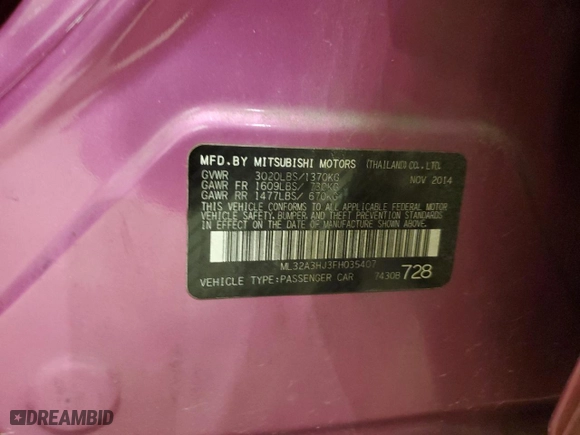 MFD.BY MITSUBISHI MOTORS (THAILAND) CO., LTD.
GVWR 3020LBS/1370KG NOV 2014
GAWR FR 1609LBS/ 730KG
GAWR RR 1477LBS/ 670KG
THIS VEHICLE CONFORMS TO ALL APPLICABLE FEDERAL MOTOR
VEHICLE SAFETY, BUMPER, AND THEFT PREVENTION STANDARDS
IN EFFECT ON THE DATE OF MANUFACTURE SHOWN ABOVE.
ML32A3HJ3FH035407
VEHICLE TYPE:PASSENGER CAR 74308 728
DREAMBID